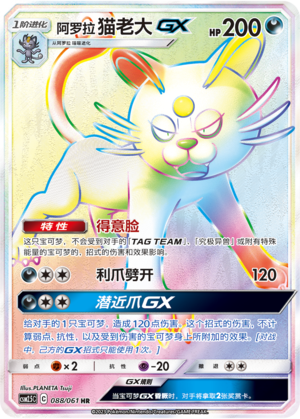 1阶进化
阿罗拉 猫老大GX
HP200
从阿罗拉 喵喵进化
特性 得意脸
这只宝可梦，不会受到对手的「TAG TEAM」、「究极异兽」或附有特殊
能量的宝可梦的，招式的伤害和效果影响。
利爪劈开 120
潜近爪GX
给对手的1只宝可梦，造成120点伤害。这个招式的伤害，不
计算弱点、抗性，以及受到伤害的宝可梦身上所附加的效果。[对战
中，己方的GX招式只能使用1次。]
弱点 ×2 抗性 -20 撤退
Illus. PLANETA Tsuji
GX规则
当宝可梦GX昏厥时，对手将拿取2张奖赏卡。
CSM2.5C C 088/061 HR